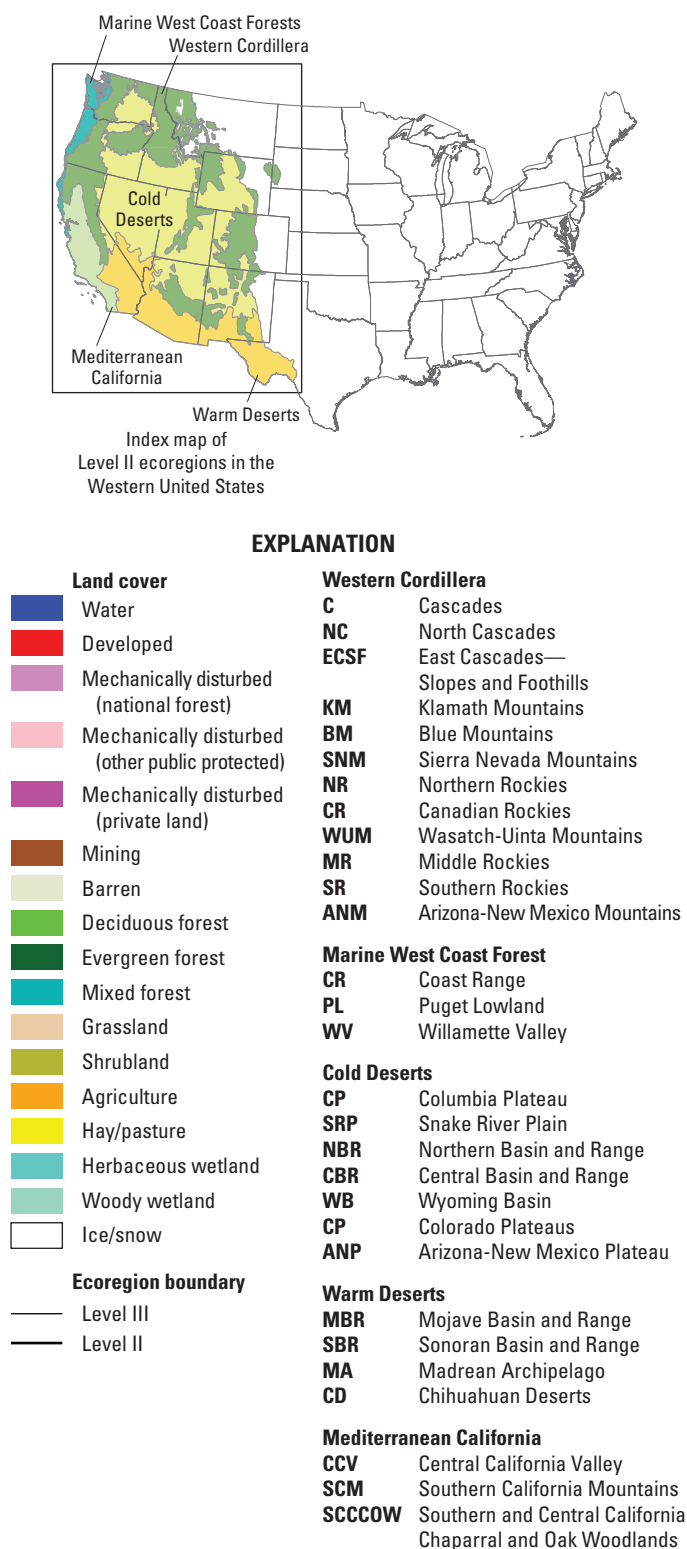 Marine West Coast Forests
Western Cordillera
Cold
Deserts
Mediterranean
California
Warm Deserts
Index map of
Level II ecoregions in the
Western United States
EXPLANATION
Land cover
Water
Developed
Mechanically disturbed
(national forest)
Mechanically disturbed
(other public protected)
Mechanically disturbed
(private land)
Mining
Barren
Deciduous forest
Evergreen forest
Mixed forest
Grassland
Shrubland
Agriculture
Hay/pasture
Herbaceous wetland
Woody wetland
Ice/snow
Ecoregion boundary
Level III
Level II
Western Cordillera
C Cascades
NC North Cascades
ECSF East Cascades—
Slopes and Foothills
KM Klamath Mountains
BM Blue Mountains
SNM Sierra Nevada Mountains
NR Northern Rockies
CR Canadian Rockies
WUM Wasatch-Uinta Mountains
MR Middle Rockies
SR Southern Rockies
ANM Arizona-New Mexico Mountains
Marine West Coast Forest
CR Coast Range
PL Puget Lowland
WV Willamette Valley
Cold Deserts
CP Columbia Plateau
SRP Snake River Plain
NBR Northern Basin and Range
CBR Central Basin and Range
WB Wyoming Basin
CP Colorado Plateaus
ANP Arizona-New Mexico Plateau
Warm Deserts
MBR Mojave Basin and Range
SBR Sonoran Basin and Range
MA Madrean Archipelago
CD Chihuahuan Deserts
Mediterranean California
CCV Central California Valley
SCM Southern California Mountains
SCCCOW Southern and Central California
Chaparral and Oak Woodlands